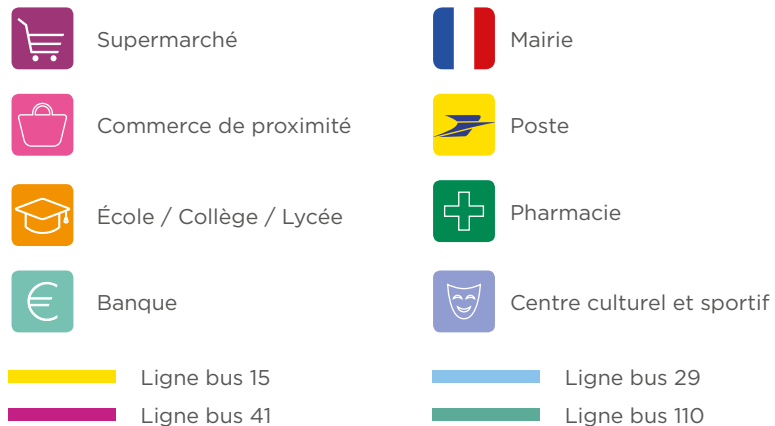 Supermarché
Mairie
Commerce de proximité
Poste
École / Collège / Lycée
Pharmacie
Banque
Centre culturel et sportif
Ligne bus 15
Ligne bus 29
Ligne bus 41
Ligne bus 110